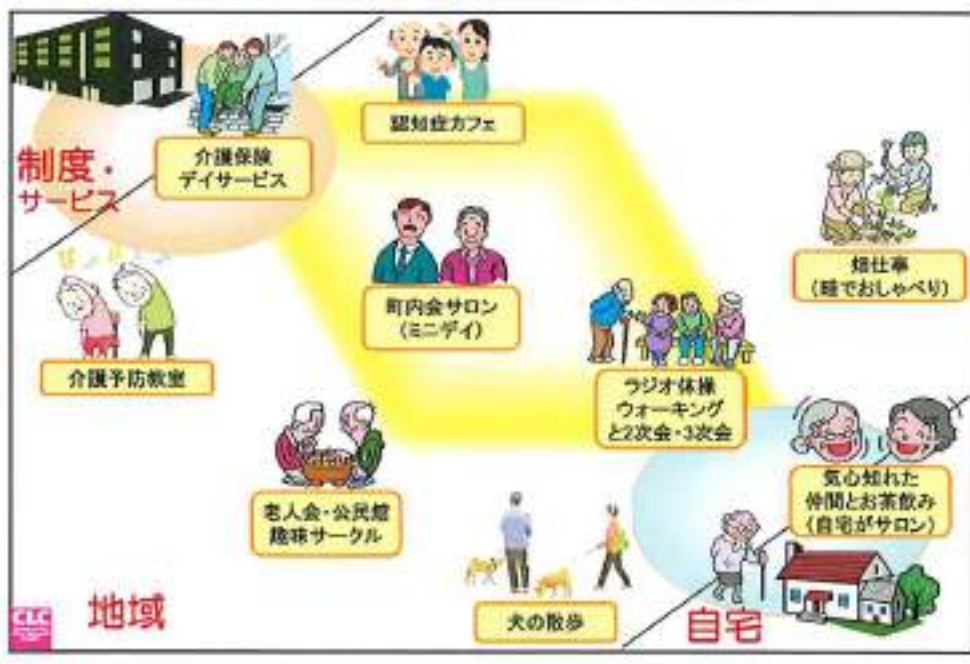 制度・
サービス
介護保険
デイサービス
認知症カフェ
畑仕事
(畦でおしゃべり)
町内会サロン
(ミニデイ)
介護予防教室
ラジオ体操
ウォーキング
と2次会・3次会
老人会・公民館
趣味サークル
気心知れた
仲間とお茶飲み
(自宅がサロン)
犬の散歩
地域
自宅
CLC